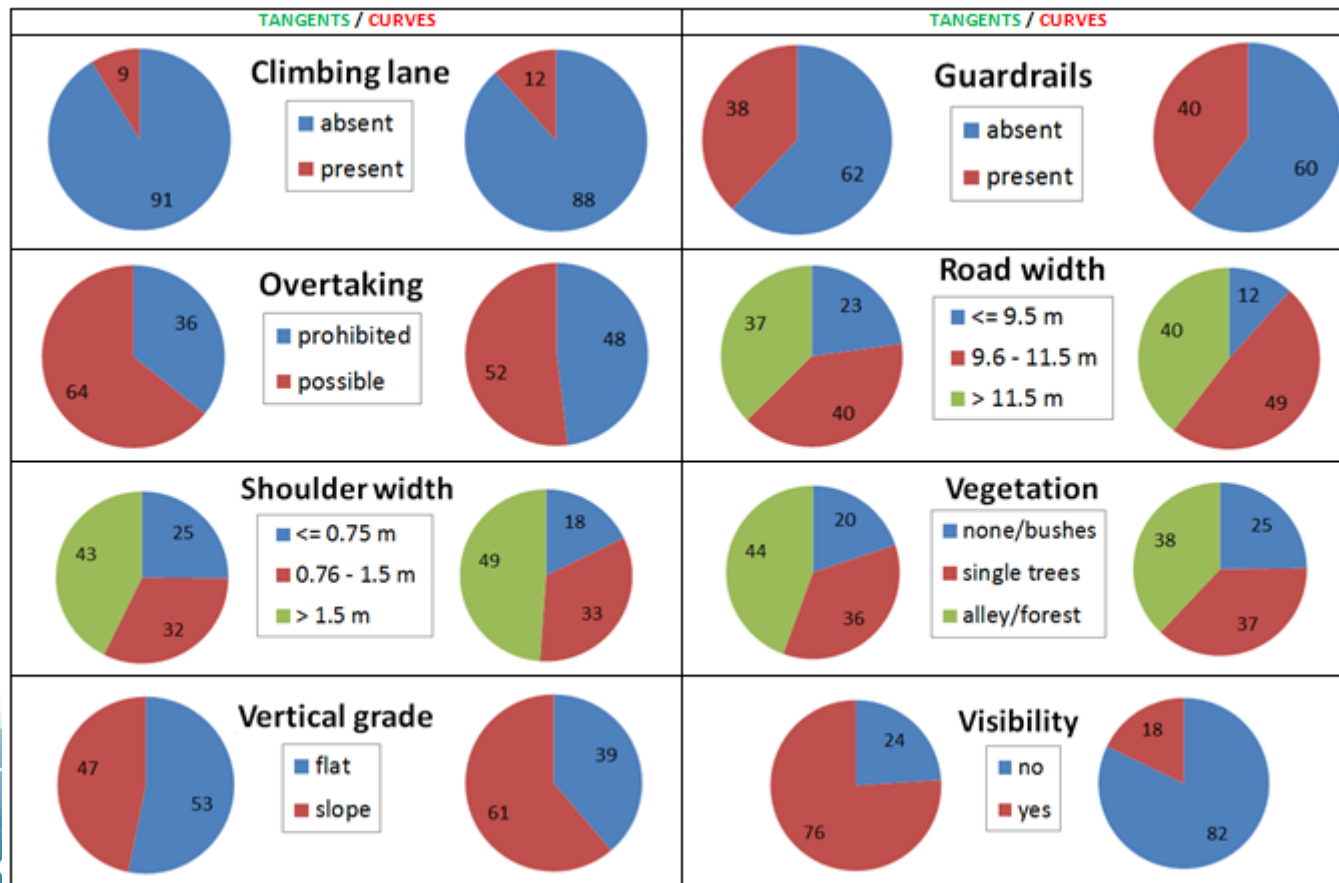 TANGENTS / CURVES
TANGENTS / CURVES
Climbing lane
absent
present
9
91
12
88
Guardrails
absent
present
38
62
40
60
Overtaking
prohibited
possible
36
64
48
52
Road width
<= 9.5 m
9.6 - 11.5 m
> 11.5 m
23
37
40
12
40
49
Shoulder width
<= 0.75 m
0.76 - 1.5 m
> 1.5 m
25
43
32
18
49
33
Vegetation
none/bushes
single trees
alley/forest
20
44
36
25
38
37
Vertical grade
flat
slope
47
53
39
61
Visibility
no
yes
24
76
18
82